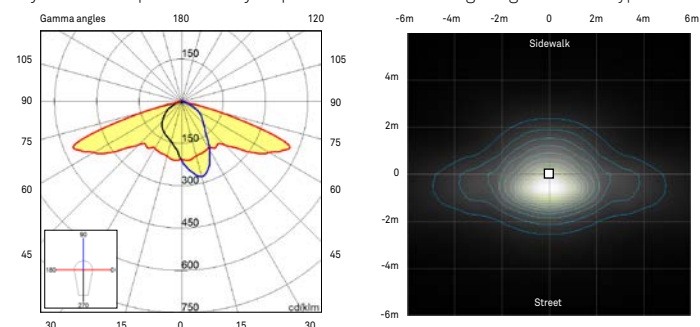 Gamma angles 180 120
105 105
90 90
75 75
60 60
45 45
30 15 0 15 30
150
150
300
450
600
750
cd/klm
90
180 0
270
-6m -4m -2m 0 2m 4m 6m
Sidewalk
4m
2m
0
-2m
-4m
-6m
Street